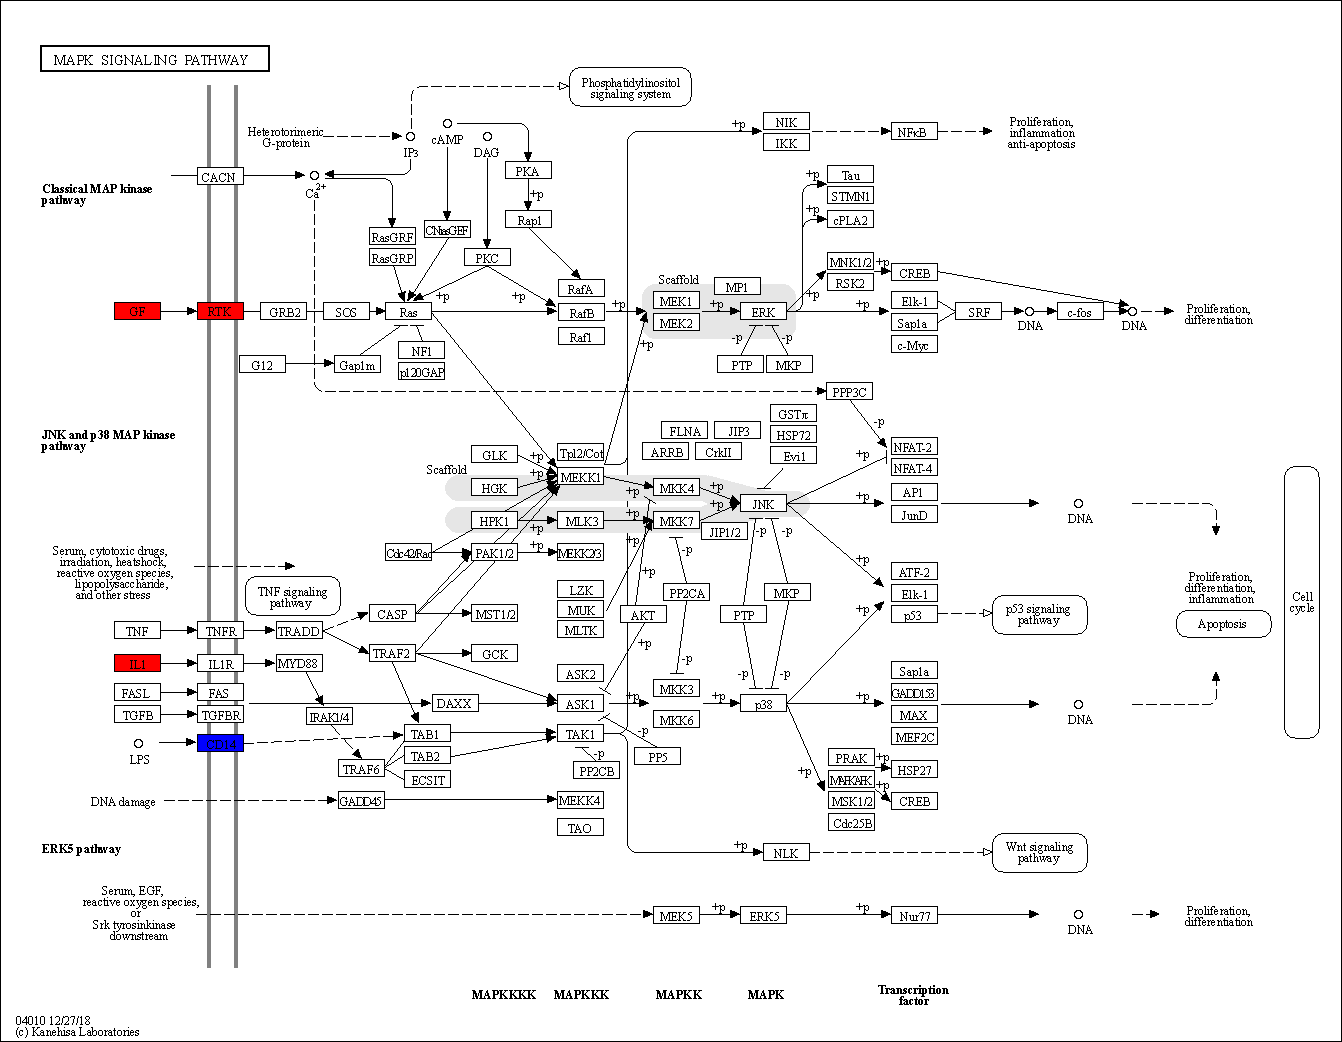 MAPK SIGNALING PATHWAY
Phosphatidylinositol
signaling system
Heterotorimeric
G-protein
IP3
cAMP
DAG
+p
NIK
IKK
NFκB
Proliferation,
inflammation
anti-apoptosis
CACN
Ca2+
PKA
+p
Rap1
Classical MAP kinase
pathway
+p
Tau
STMN1
+p
cPLA2
RasGRF
RasGRP
CNrasGEF
PKC
RafA
Scaffold
MP1
MNK1/2
RSK2
+p
CREB
+p
GF
RTK
GRB2
SOS
Ras
+p
+p
RafB
Raf1
+p
MEK1
MEK2
+p
ERK
+p
Elk-1
Sap1a
c-Myc
SRF
DNA
c-fos
DNA
Proliferation,
differentiation
G12
Gap1m
NF1
p120GAP
+p
-p
-p
PTP
MKP
PPP3C
-p
JNK and p38 MAP kinase
pathway
GLK
+p
Tpl2/Cot
FLNA
JIP3
ARRB
CrkII
GSTπ
HSP72
Evi1
NFAT-2
NFAT-4
Scaffold
HGK
+p
MEKK1
+p
MKK4
+p
JNK
+p
+p
AP1
JunD
DNA
HPK1
+p
MLK3
+p
MKK7
+p
JIP1/2
-p
-p
Cdc42/Rac
PAK1/2
+p
MEKK2/3
+p
-p
+p
Serum, cytotoxic drugs,
irradiation, heatshock,
reactive oxygen species,
lipopolysaccharide,
and other stress
TNF signaling
pathway
+p
LZK
MUK
MLTK
AKT
PP2CA
PTP
MKP
+p
ATF-2
Elk-1
p53
p53 signaling
pathway
Proliferation,
differentiation,
inflammation
Apoptosis
Cell
cycle
CASP
MST1/2
TNF
TNFR
TRADD
TRAF2
GCK
+p
-p
-p
-p
IL1
IL1R
MYD88
ASK2
MKK3
MKK6
FASL
FAS
DAXX
ASK1
+p
+p
p38
+p
Sap1a
GADD153
MAX
MEF2C
DNA
TGFB
TGFBR
IRAK1/4
TAB1
TAK1
-p
LPS
CD14
TAB2
-p
PP5
PP2CB
TRAF6
ECSIT
+p
PRAK
+p
HSP27
MAPKAPK
+p
MSK1/2
CREB
Cdc25B
DNA damage
GADD45
MEKK4
TAO
ERK5 pathway
+p
NLK
Wnt signaling
pathway
Serum, EGF,
reactive oxygen species,
or
Srk tyrosinkinase
downstream
MEK5
+p
ERK5
+p
Nur77
DNA
Proliferation,
differentiation
MAPKKKK
MAPKKK
MAPKK
MAPK
Transcription
factor
04010 12/27/18
(c) Kanehisa Laboratories